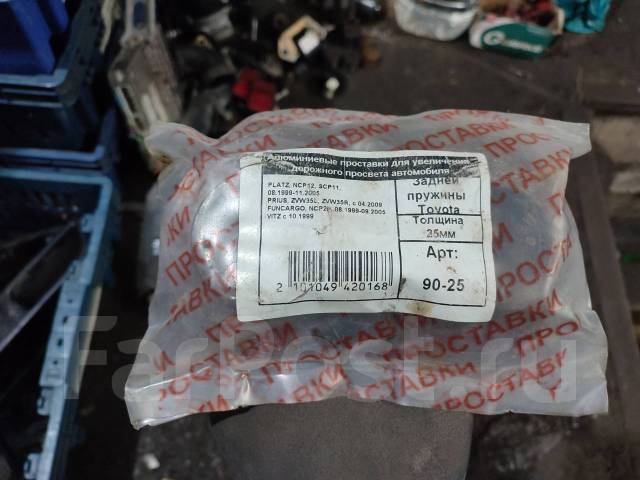 Алюминиевые проставки для увеличения
дорожного просвета автомобиля
PLATZ, NCP12, SCP11,
08.1999-11.2005
PRIUS, ZVW35L, ZVW35R, с 04.2009
FUNCARGO, NCP2#, 08.1999-09.2005
VITZ с 10.1999
Задней
пружины
Toyota
Толщина
25мм
Арт:
90-25
2 101049 420168
ПРОСТАВКИ
ПРОСТАВКИ
ПРОСТАВКИ
ПРОСТАВКИ
FarPost.ru